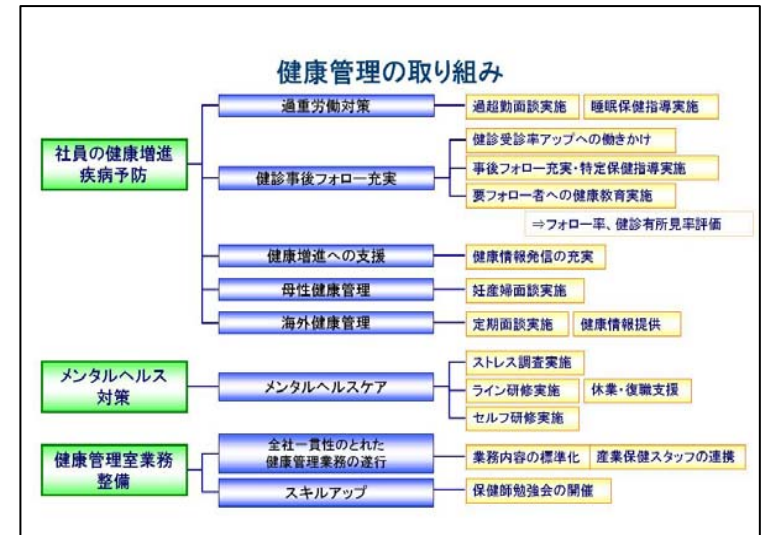 健康管理の取り組み
社員の健康増進
疾病予防
過重労働対策
過超勤面談実施
睡眠保健指導実施
健診事後フォロー充実
健診受診率アップへの働きかけ
事後フォロー充実・特定保健指導実施
要フォロー者への健康教育実施
⇒フォロー率、健診有所見率評価
健康増進への支援
健康情報発信の充実
母性健康管理
妊産婦面談実施
海外健康管理
定期面談実施
健康情報提供
メンタルヘルス
対策
メンタルヘルスケア
ストレス調査実施
ライン研修実施
休業・復職支援
セルフ研修実施
健康管理室業務
整備
全社一貫性のとれた
健康管理業務の遂行
業務内容の標準化
産業保健スタッフの連携
スキルアップ
保健師勉強会の開催